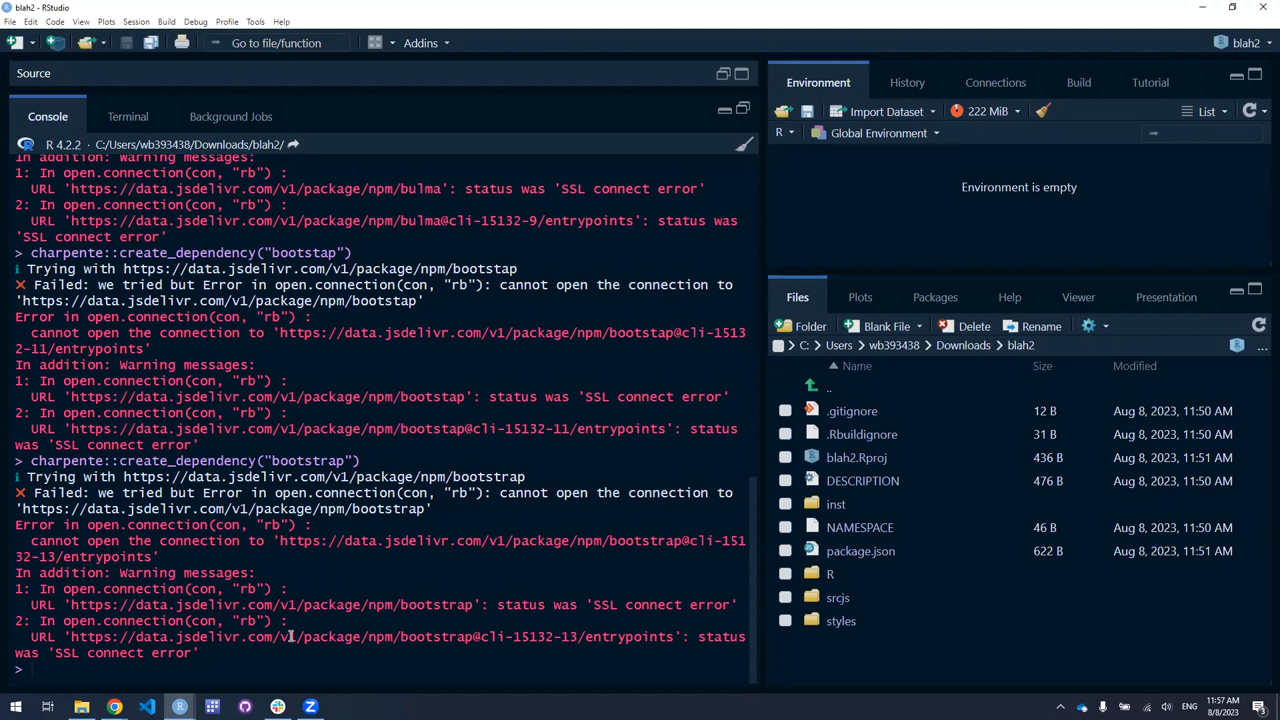 blah2 - RStudio
File Edit Code View Plots Session Build Debug Profile Tools Help
Go to file/function Addins blah2
Source
Console Terminal Background Jobs
R 4.2.2 · C:/Users/wb393438/Downloads/blah2/
In addition: Warning messages:
1: In open.connection(con, "rb") :
URL 'https://data.jsdelivr.com/v1/package/npm/bulma': status was 'SSL connect error'
2: In open.connection(con, "rb") :
URL 'https://data.jsdelivr.com/v1/package/npm/bulma@cli-15132-9/entrypoints': status was
'SSL connect error'
> charpente::create_dependency("bootstap")
i Trying with https://data.jsdelivr.com/v1/package/npm/bootstap
✖ Failed: we tried but Error in open.connection(con, "rb"): cannot open the connection to
'https://data.jsdelivr.com/v1/package/npm/bootstap'
Error in open.connection(con, "rb") :
cannot open the connection to 'https://data.jsdelivr.com/v1/package/npm/bootstap@cli-1513
2-11/entrypoints'
In addition: Warning messages:
1: In open.connection(con, "rb") :
URL 'https://data.jsdelivr.com/v1/package/npm/bootstap': status was 'SSL connect error'
2: In open.connection(con, "rb") :
URL 'https://data.jsdelivr.com/v1/package/npm/bootstap@cli-15132-11/entrypoints': status
was 'SSL connect error'
> charpente::create_dependency("bootstrap")
i Trying with https://data.jsdelivr.com/v1/package/npm/bootstrap
✖ Failed: we tried but Error in open.connection(con, "rb"): cannot open the connection to
'https://data.jsdelivr.com/v1/package/npm/bootstrap'
Error in open.connection(con, "rb") :
cannot open the connection to 'https://data.jsdelivr.com/v1/package/npm/bootstrap@cli-151
32-13/entrypoints'
In addition: Warning messages:
1: In open.connection(con, "rb") :
URL 'https://data.jsdelivr.com/v1/package/npm/bootstrap': status was 'SSL connect error'
2: In open.connection(con, "rb") :
URL 'https://data.jsdelivr.com/v1/package/npm/bootstrap@cli-15132-13/entrypoints': status
was 'SSL connect error'
>
Environment History Connections Build Tutorial
Import Dataset 222 MiB List
R Global Environment
Environment is empty
Files Plots Packages Help Viewer Presentation
Folder Blank File Delete Rename
C: Users wb393438 Downloads blah2 ...
Name Size Modified
..
.gitignore 12 B Aug 8, 2023, 11:50 AM
.Rbuildignore 31 B Aug 8, 2023, 11:50 AM
blah2.Rproj 436 B Aug 8, 2023, 11:51 AM
DESCRIPTION 476 B Aug 8, 2023, 11:51 AM
inst
NAMESPACE 46 B Aug 8, 2023, 11:51 AM
package.json 622 B Aug 8, 2023, 11:51 AM
R
srcjs
styles
ENG 11:57 AM
8/8/2023